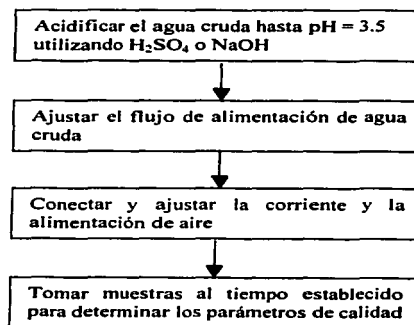 Acidificar el agua cruda hasta pH = 3.5
utilizando H₂SO₄ o NaOH
Ajustar el flujo de alimentación de agua
cruda
Conectar y ajustar la corriente y la
alimentación de aire
Tomar muestras al tiempo establecido
para determinar los parámetros de calidad